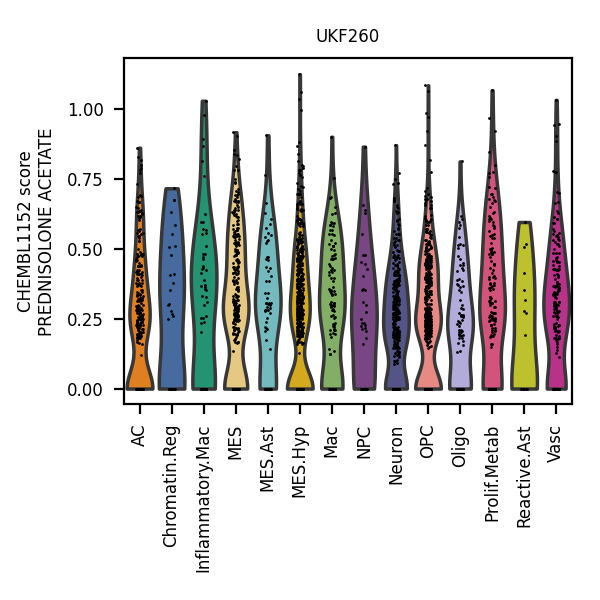 UKF260
CHEMBL1152 score
PREDNISOLONE ACETATE
1.00
0.75
0.50
0.25
0.00
AC
Chromatin.Reg
Inflammatory.Mac
MES
MES.Ast
MES.Hyp
Mac
NPC
Neuron
OPC
Oligo
Prolif.Metab
Reactive.Ast
Vasc